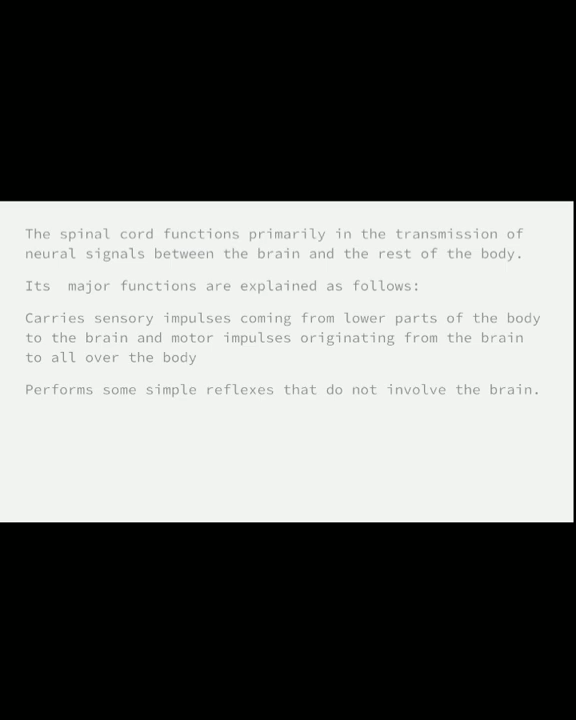 The spinal cord functions primarily in the transmission of
neural signals between the brain and the rest of the body.
Its  major functions are explained as follows:
Carries sensory impulses coming from lower parts of the body
to the brain and motor impulses originating from the brain
to all over the body
Performs some simple reflexes that do not involve the brain.